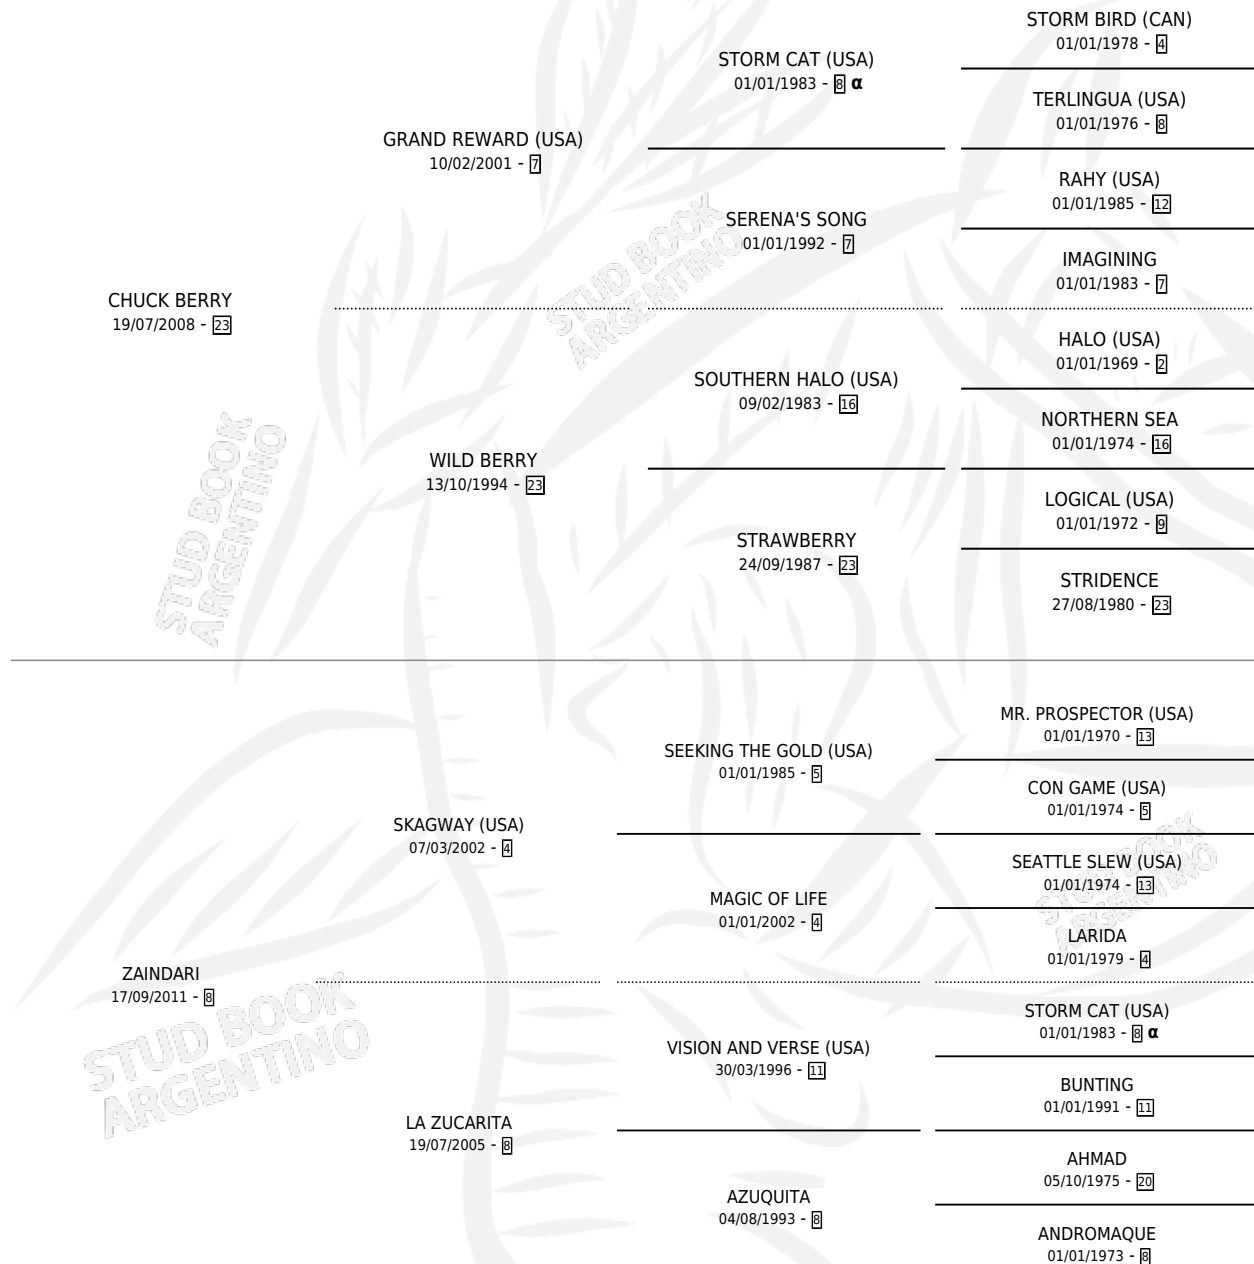 STORM BIRD (CAN)
01/01/1978 - 4
STORM CAT (USA)
01/01/1983 - 8 α
TERLINGUA (USA)
01/01/1976 - 8
GRAND REWARD (USA)
10/02/2001 - 7
RAHY (USA)
01/01/1985 - 12
SERENA'S SONG
01/01/1992 - 7
IMAGINING
01/01/1983 - 7
STUD BOOK
ARGENTINO
CHUCK BERRY
19/07/2008 - 23
HALO (USA)
01/01/1969 - 2
SOUTHERN HALO (USA)
09/02/1983 - 16
NORTHERN SEA
01/01/1974 - 16
WILD BERRY
13/10/1994 - 23
LOGICAL (USA)
01/01/1972 - 9
STRAWBERRY
24/09/1987 - 23
STRIDENCE
27/08/1980 - 23
STUD BOOK
ARGENTINO
MR. PROSPECTOR (USA)
01/01/1970 - 13
SEEKING THE GOLD (USA)
01/01/1985 - 5
CON GAME (USA)
01/01/1974 - 5
SKAGWAY (USA)
07/03/2002 - 4
SEATTLE SLEW (USA)
01/01/1974 - 13
STUD BOOK
ARGENTINO
MAGIC OF LIFE
01/01/2002 - 4
LARIDA
01/01/1979 - 4
ZAINDARI
17/09/2011 - 8
STUD BOOK
ARGENTINO
STORM CAT (USA)
01/01/1983 - 8 α
VISION AND VERSE (USA)
30/03/1996 - 11
BUNTING
01/01/1991 - 11
LA ZUCARITA
19/07/2005 - 8
AHMAD
05/10/1975 - 20
AZUQUITA
04/08/1993 - 8
ANDROMAQUE
01/01/1973 - 8